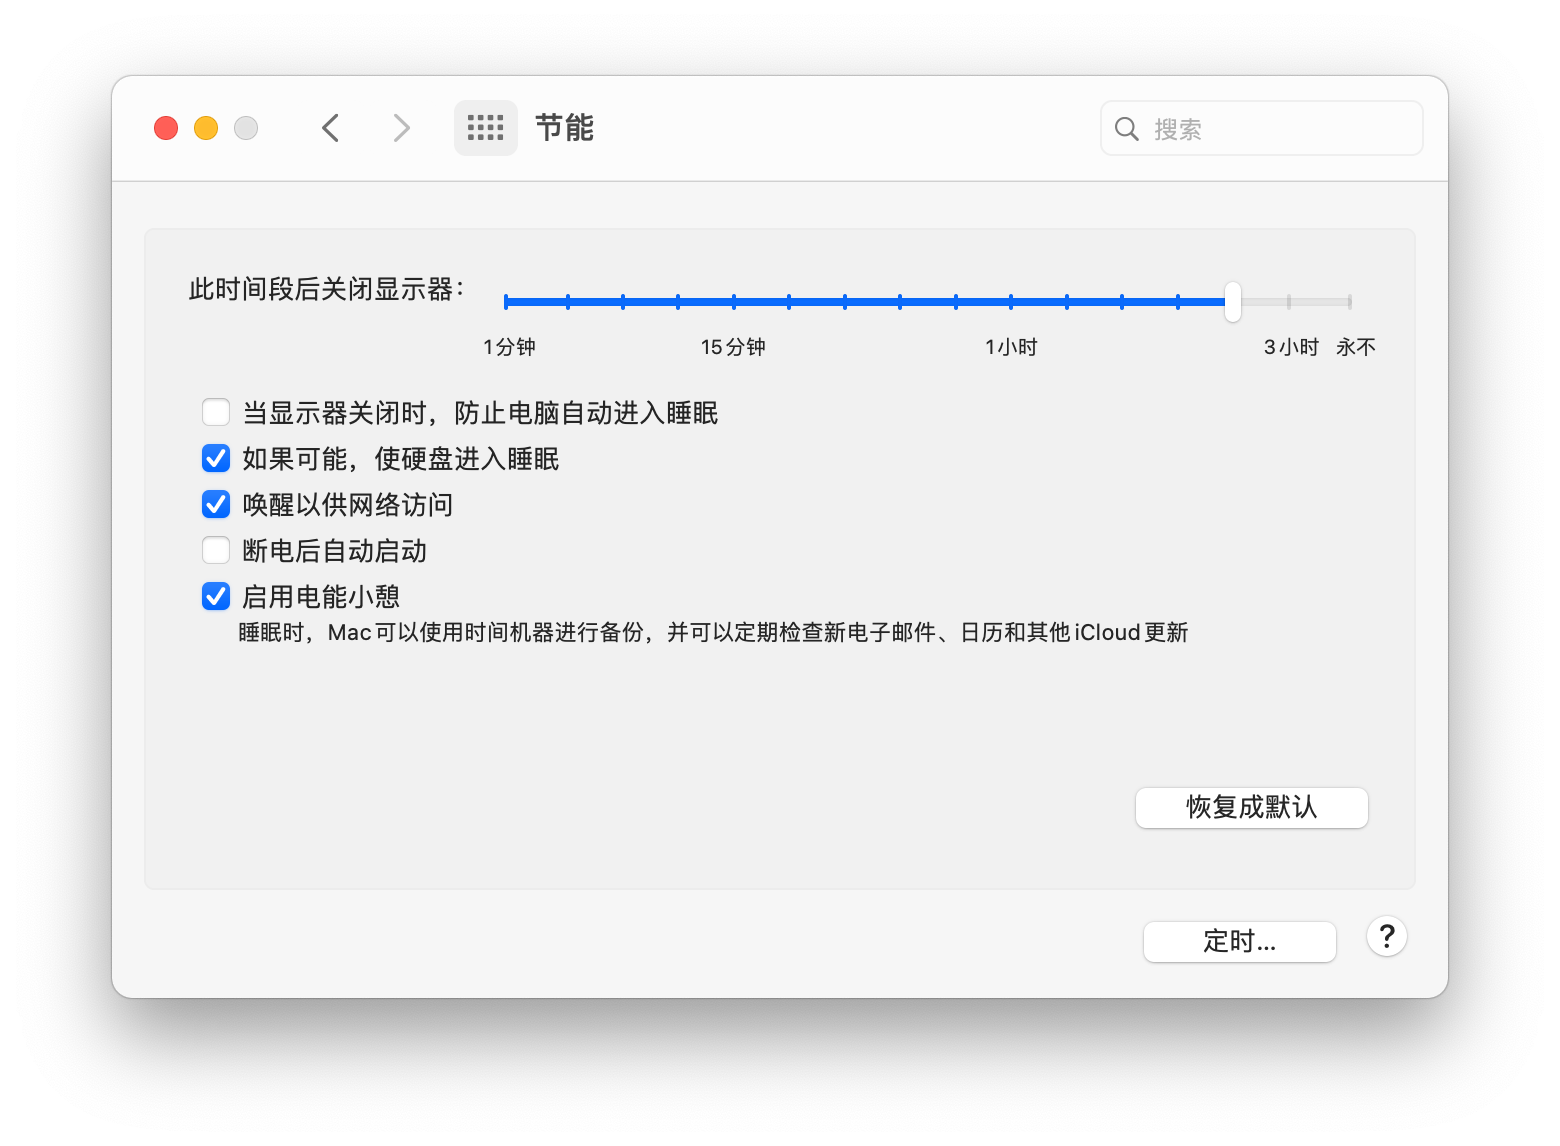 节能
搜索
此时间段后关闭显示器：
1分钟 15分钟 1小时 3小时 永不
当显示器关闭时，防止电脑自动进入睡眠
如果可能，使硬盘进入睡眠
唤醒以供网络访问
断电后自动启动
启用电能小憩
睡眠时，Mac可以使用时间机器进行备份，并可以定期检查新电子邮件、日历和其他iCloud更新
恢复成默认
定时...
?